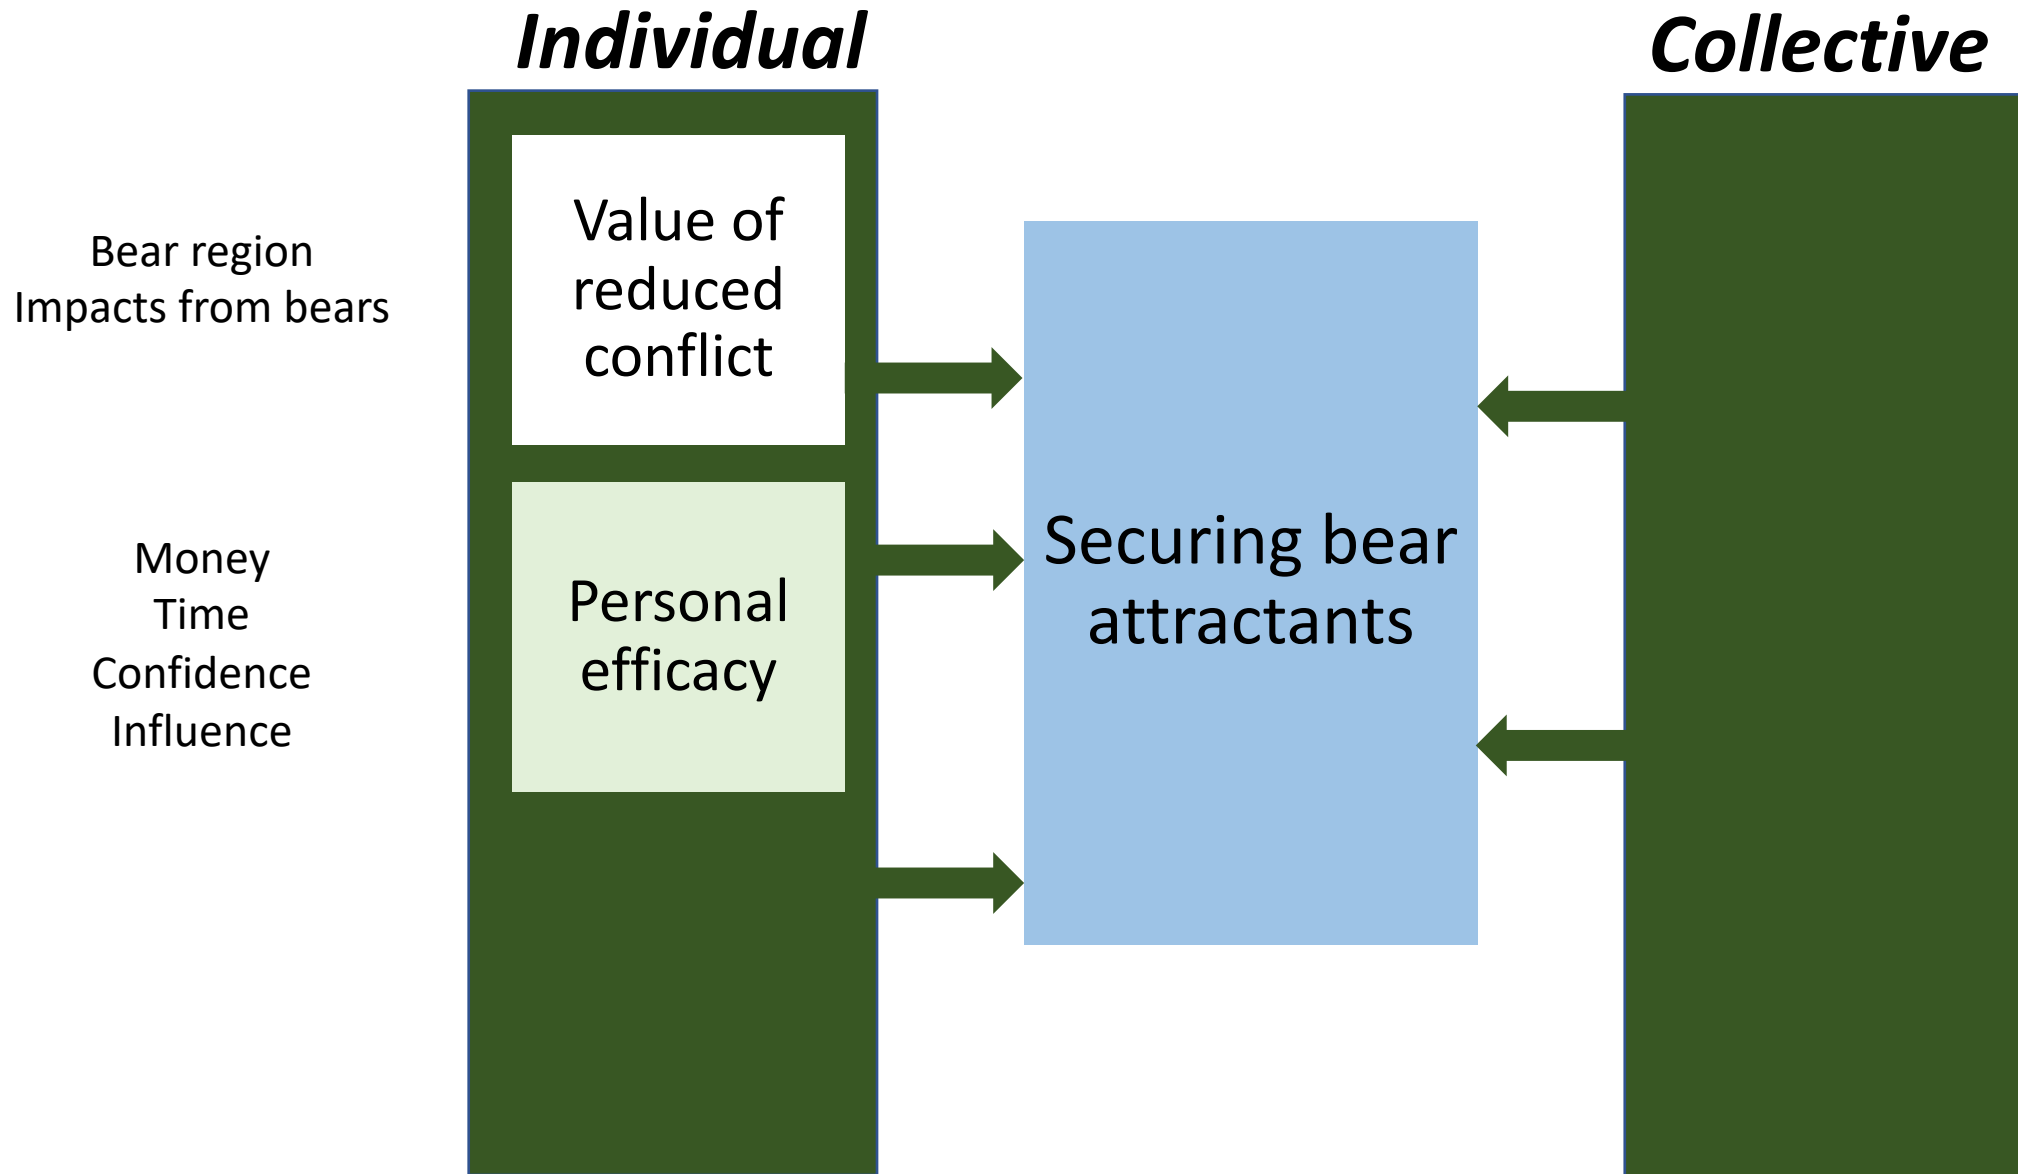 Individual
Collective
Bear region
Impacts from bears
Value of
reduced
conflict
Money
Time
Confidence
Influence
Personal
efficacy
Securing bear
attractants